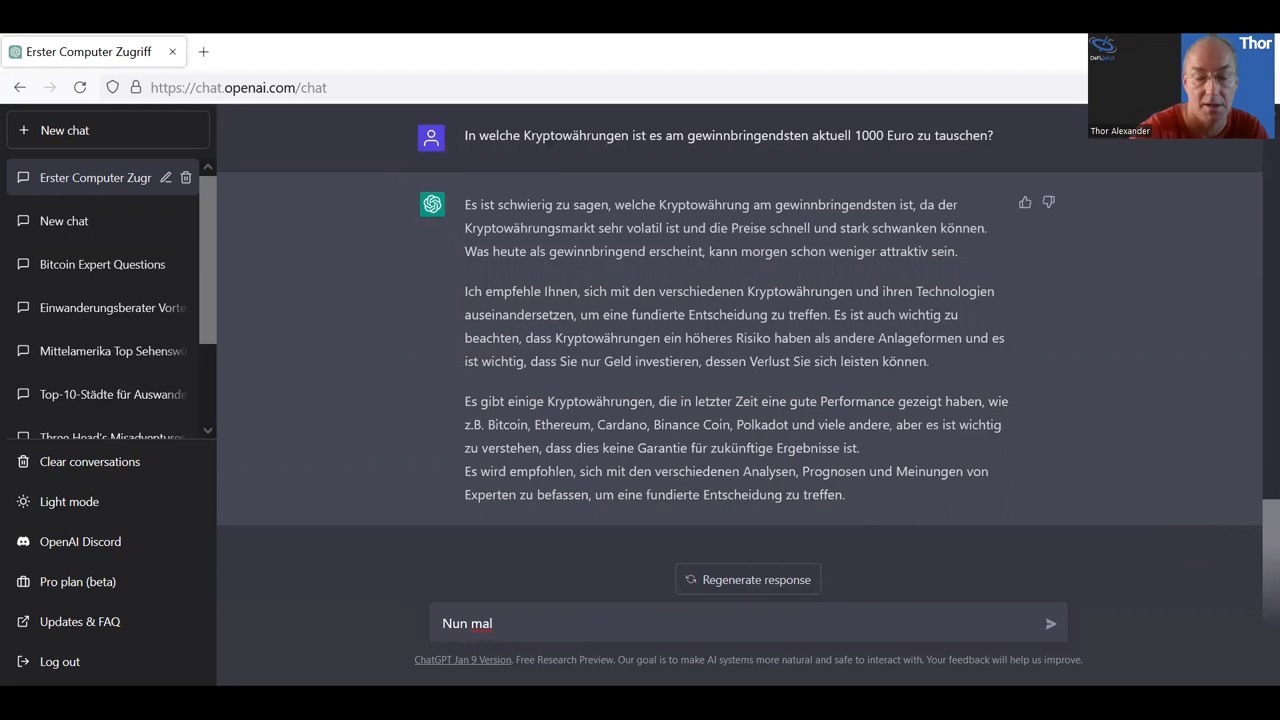 Erster Computer Zugriff
https://chat.openai.com/chat
Thor
DeFi.jetzt
Thor Alexander
New chat
Erster Computer Zugr
New chat
Bitcoin Expert Questions
Einwanderungsberater Vorte
Mittelamerika Top Sehenswü
Top-10-Städte für Auswande
Three Head's Misadventures
Clear conversations
Light mode
OpenAI Discord
Pro plan (beta)
Updates & FAQ
Log out
In welche Kryptowährungen ist es am gewinnbringendsten aktuell 1000 Euro zu tauschen?
Es ist schwierig zu sagen, welche Kryptowährung am gewinnbringendsten ist, da der
Kryptowährungsmarkt sehr volatil ist und die Preise schnell und stark schwanken können.
Was heute als gewinnbringend erscheint, kann morgen schon weniger attraktiv sein.
Ich empfehle Ihnen, sich mit den verschiedenen Kryptowährungen und ihren Technologien
auseinandersetzen, um eine fundierte Entscheidung zu treffen. Es ist auch wichtig zu
beachten, dass Kryptowährungen ein höheres Risiko haben als andere Anlageformen und es
ist wichtig, dass Sie nur Geld investieren, dessen Verlust Sie sich leisten können.
Es gibt einige Kryptowährungen, die in letzter Zeit eine gute Performance gezeigt haben, wie
z.B. Bitcoin, Ethereum, Cardano, Binance Coin, Polkadot und viele andere, aber es ist wichtig
zu verstehen, dass dies keine Garantie für zukünftige Ergebnisse ist.
Es wird empfohlen, sich mit den verschiedenen Analysen, Prognosen und Meinungen von
Experten zu befassen, um eine fundierte Entscheidung zu treffen.
Regenerate response
Nun mal
ChatGPT Jan 9 Version. Free Research Preview. Our goal is to make AI systems more natural and safe to interact with. Your feedback will help us improve.